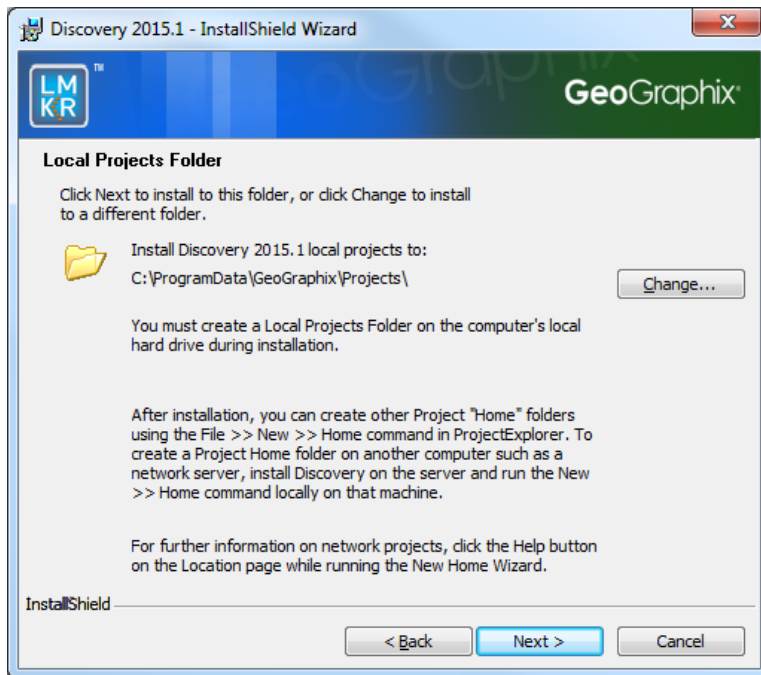 Discovery 2015.1 - InstallShield Wizard
LM
KR
TM
GeoGraphix
GeoGraphix
Local Projects Folder
Click Next to install to this folder, or click Change to install
to a different folder.
Install Discovery 2015.1 local projects to:
C:\ProgramData\GeoGraphix\Projects\
Change...
You must create a Local Projects Folder on the computer's local
hard drive during installation.
After installation, you can create other Project "Home" folders
using the File >> New >> Home command in ProjectExplorer. To
create a Project Home folder on another computer such as a
network server, install Discovery on the server and run the New
>> Home command locally on that machine.
For further information on network projects, click the Help button
on the Location page while running the New Home Wizard.
InstallShield
< Back
Next >
Cancel